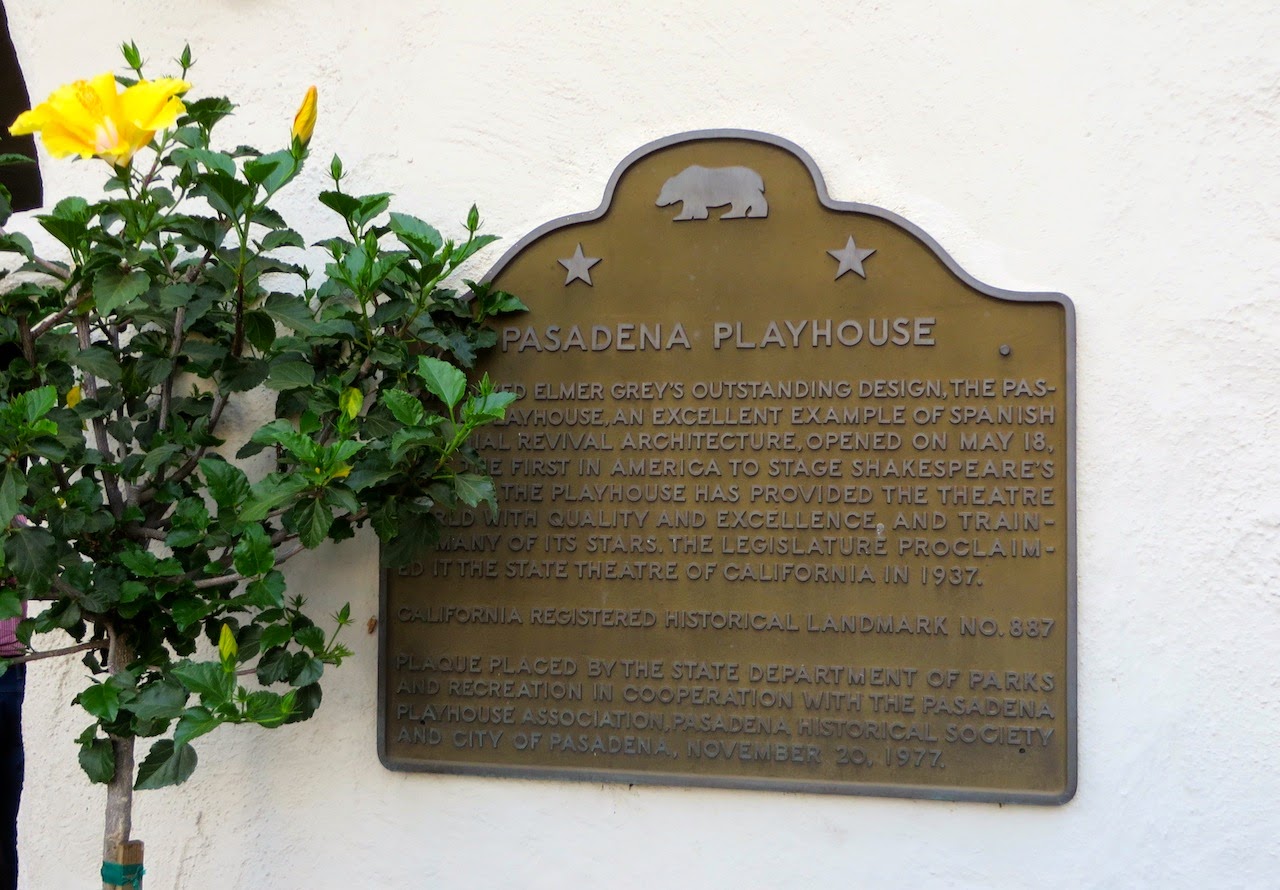 PASADENA PLAYHOUSE
ELMER GREY'S OUTSTANDING DESIGN, THE PAS-
AYHOUSE, AN EXCELLENT EXAMPLE OF SPANISH
IAL REVIVAL ARCHITECTURE, OPENED ON MAY 18,
FIRST IN AMERICA TO STAGE SHAKESPEARE'S
THE PLAYHOUSE HAS PROVIDED THE THEATRE
RLD WITH QUALITY AND EXCELLENCE, AND TRAIN-
MANY OF ITS STARS. THE LEGISLATURE PROCLAIM-
ED IT THE STATE THEATRE OF CALIFORNIA IN 1937.
CALIFORNIA REGISTERED HISTORICAL LANDMARK NO. 887
PLAQUE PLACED BY THE STATE DEPARTMENT OF PARKS
AND RECREATION IN COOPERATION WITH THE PASADENA
PLAYHOUSE ASSOCIATION, PASADENA HISTORICAL SOCIETY
AND CITY OF PASADENA, NOVEMBER 20, 1977.